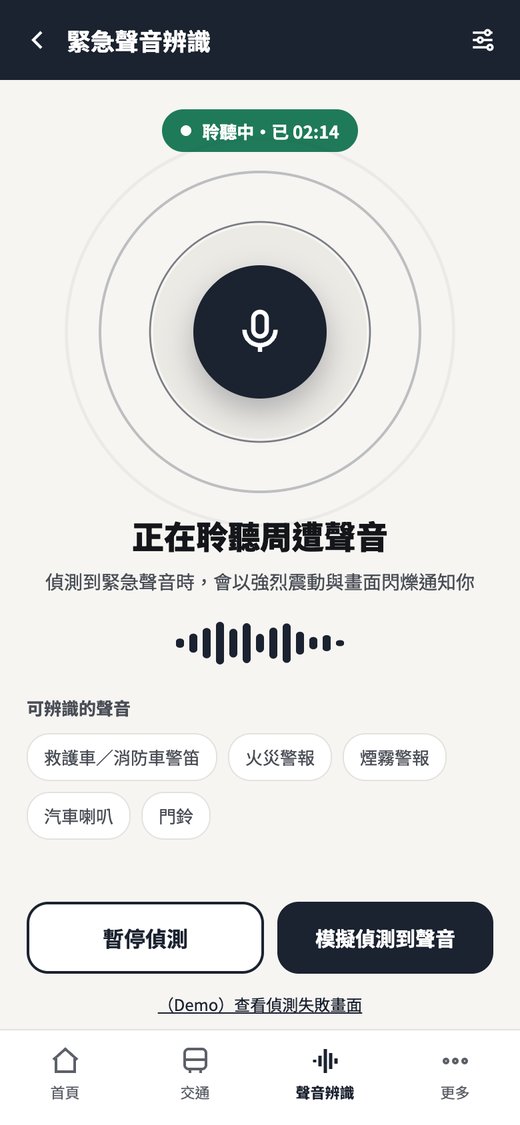 緊急聲音辨識
聆聽中・已 02:14
正在聆聽周遭聲音
偵測到緊急聲音時，會以強烈震動與畫面閃爍通知你
可辨識的聲音
救護車／消防車警笛 火災警報 煙霧警報
汽車喇叭 門鈴
暫停偵測 模擬偵測到聲音
（Demo）查看偵測失敗畫面
首頁 交通 聲音辨識 更多